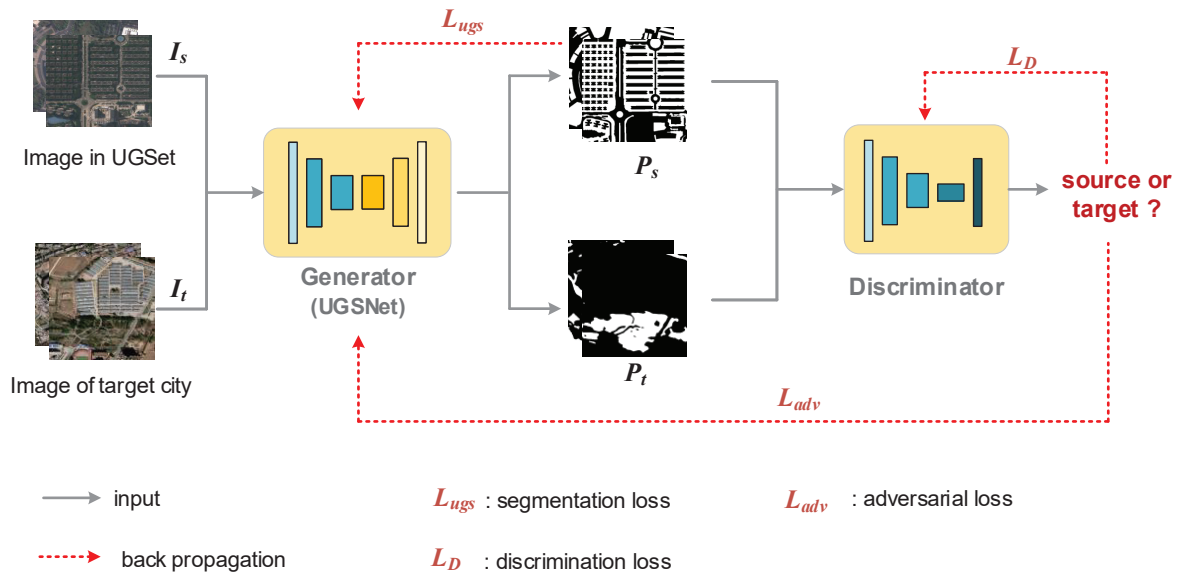 L_ugs
L_D
I_s
Image in UGSet
P_s
source or
target ?
Generator
(UGSNet)
Discriminator
I_t
Image of target city
P_t
L_adv
input
L_ugs : segmentation loss
L_adv : adversarial loss
back propagation
L_D : discrimination loss